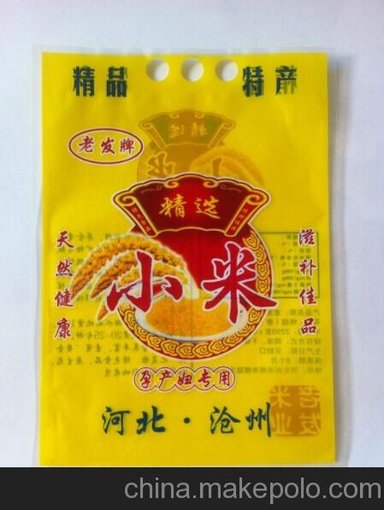 精品 特产
老发牌
精选
天然健康
滋补佳品
小米
孕产妇专用
河北·沧州
china.makepolo.com